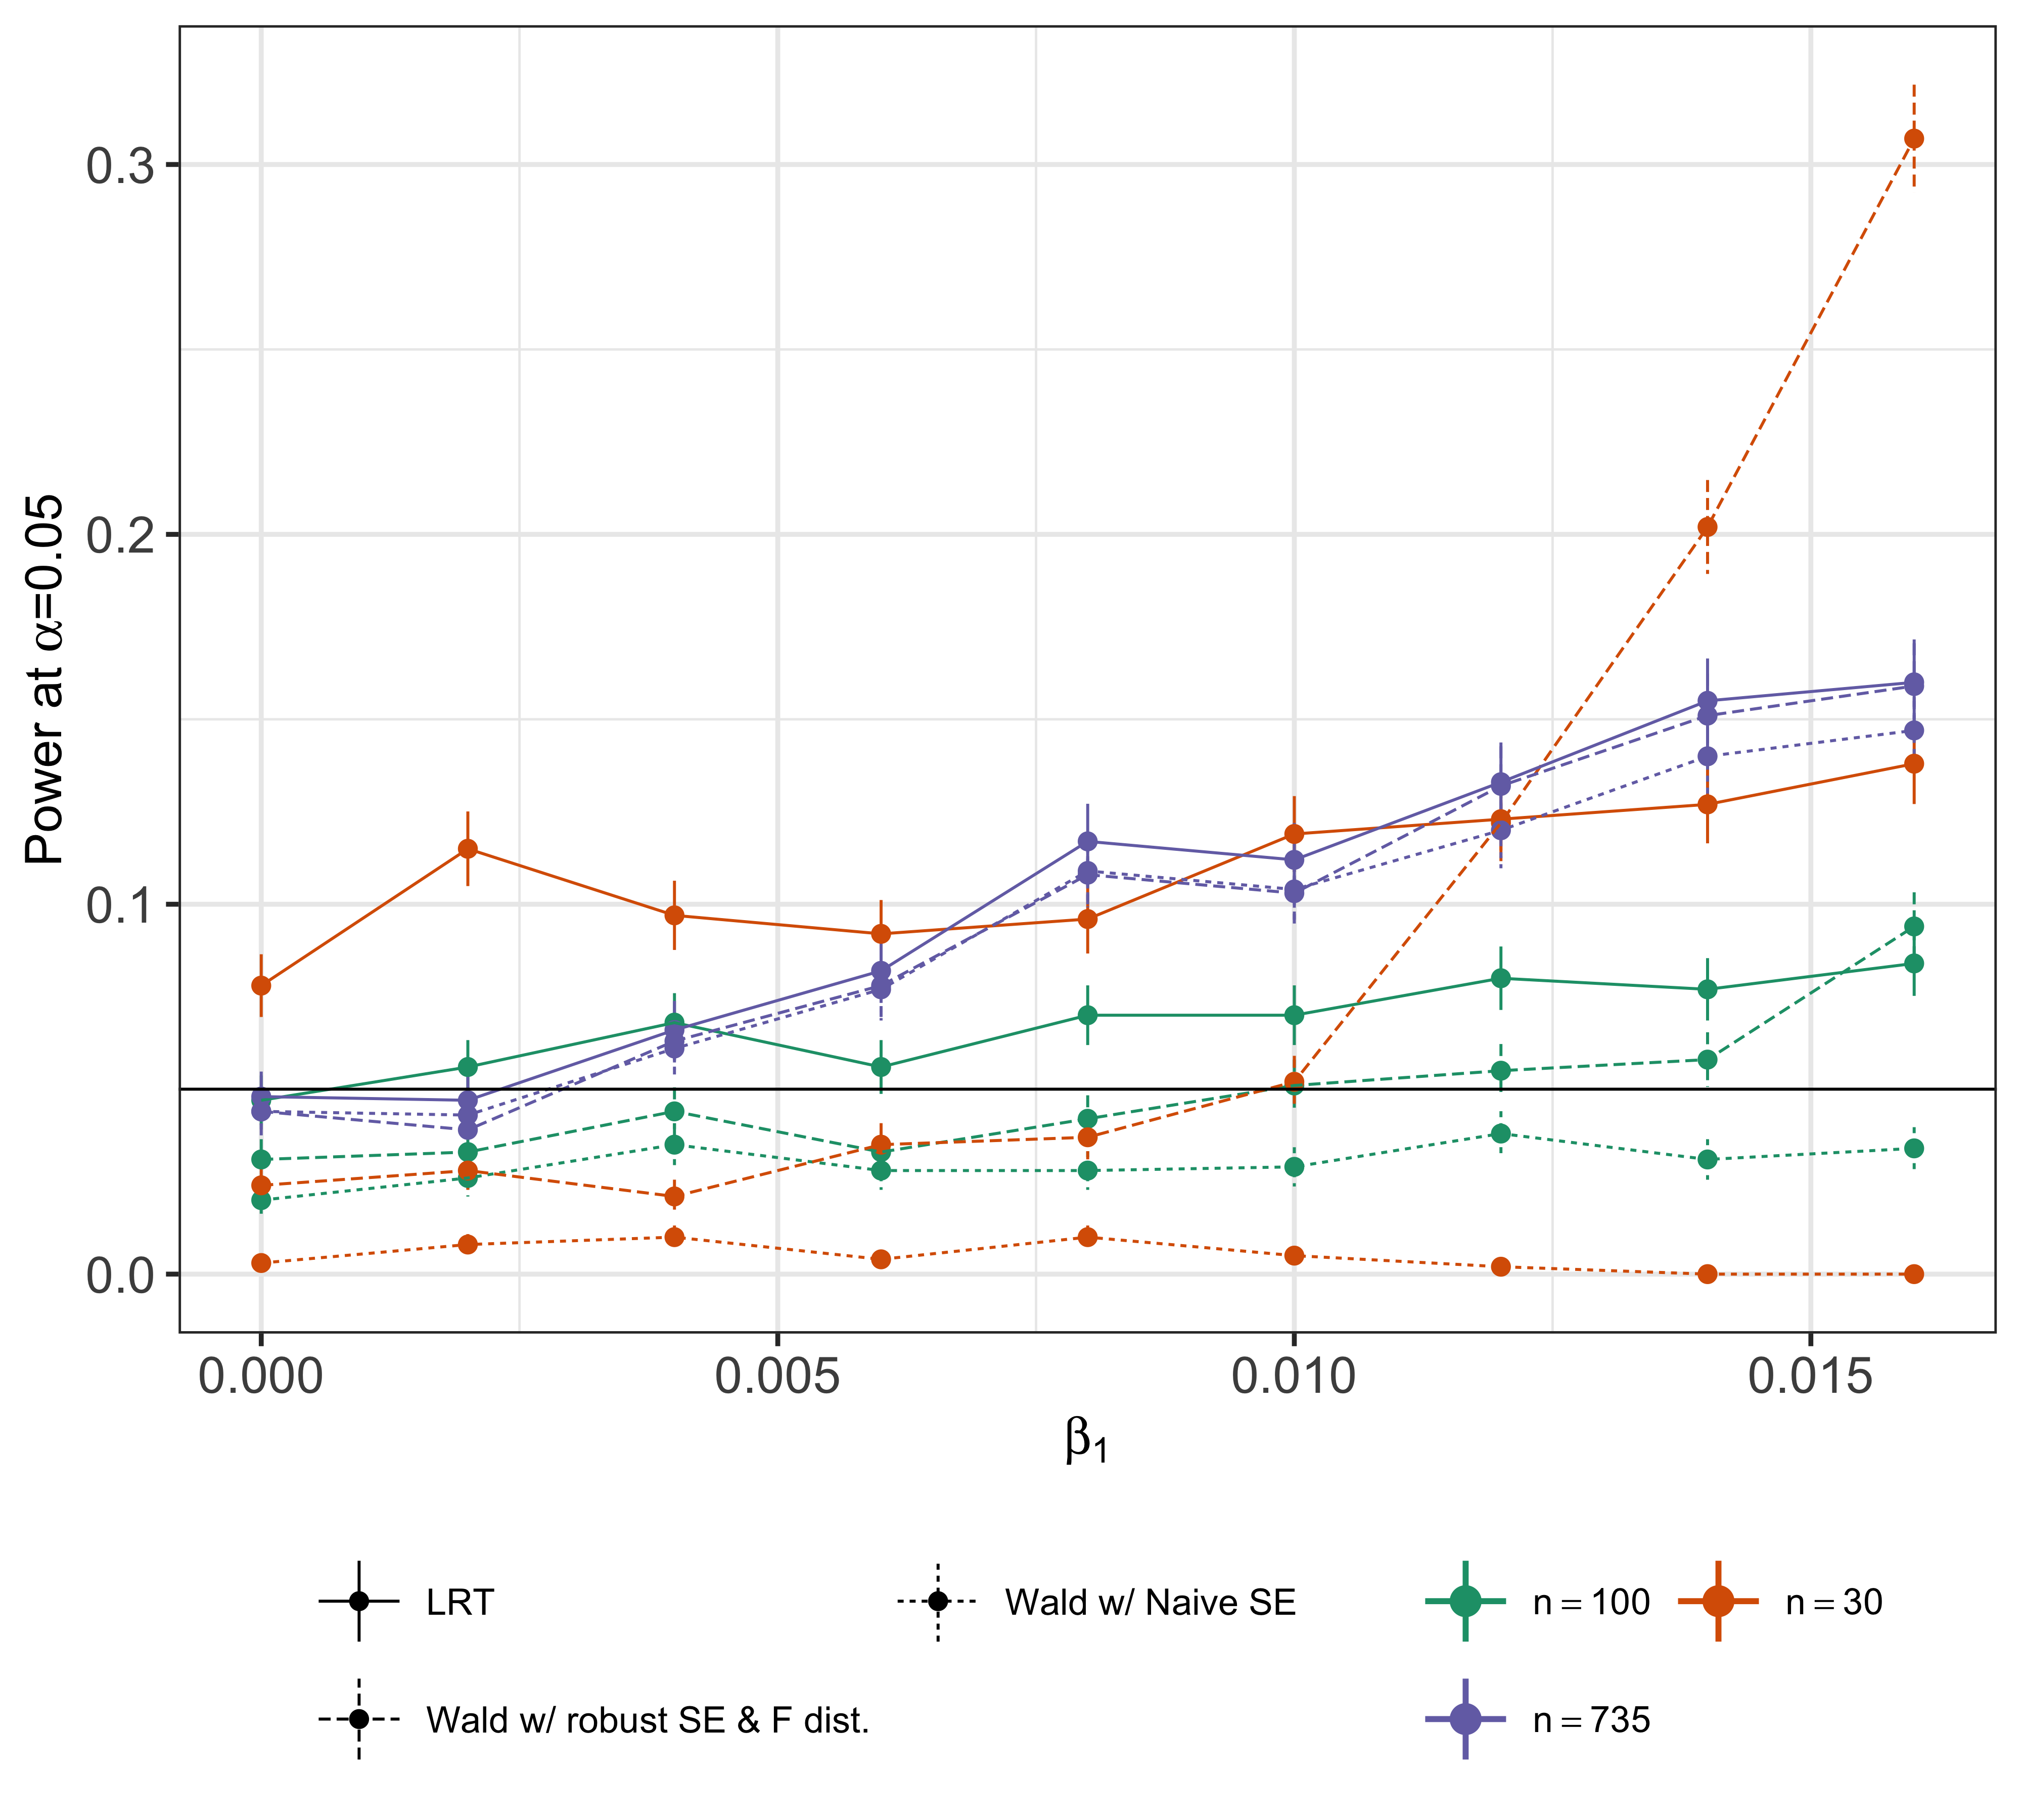 Power at α=0.05
0.3
0.2
0.1
0.0
0.000 0.005 0.010 0.015
β1
LRT
Wald w/ Naive SE
Wald w/ robust SE & F dist.
n = 100
n = 30
n = 735